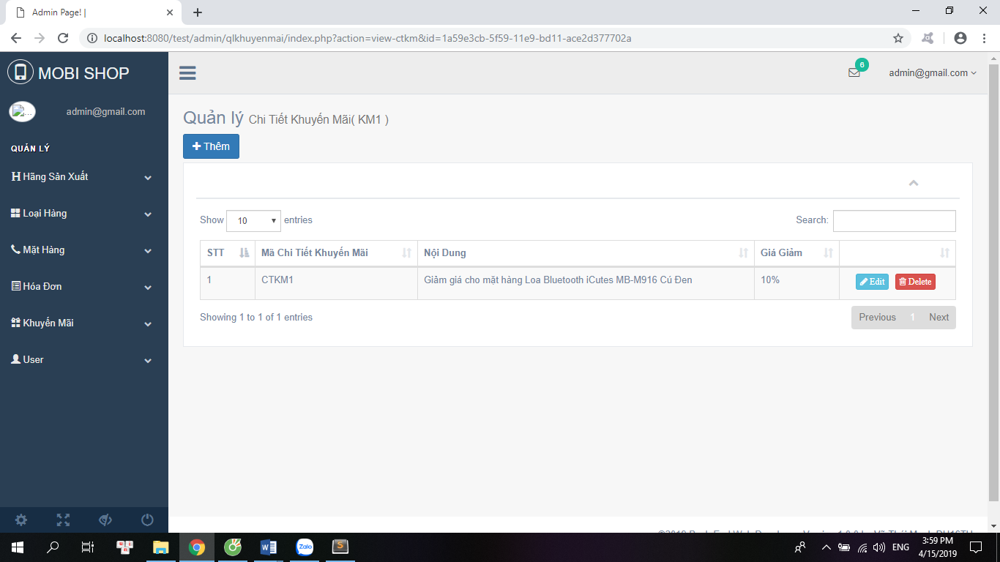 Admin Page! |
localhost:8080/test/admin/qlkhuyenmai/index.php?action=view-ctkm&id=1a59e3cb-5f59-11e9-bd11-ace2d377702a
MOBI SHOP
6
admin@gmail.com
admin@gmail.com
QUẢN LÝ
Hãng Sản Xuất
Loại Hàng
Mặt Hàng
Hóa Đơn
Khuyến Mãi
User
Quản lý Chi Tiết Khuyến Mãi( KM1 )
Thêm
Show 10 entries
Search:
STT Mã Chi Tiết Khuyến Mãi Nội Dung Giá Giảm
1 CTKM1 Giảm giá cho mặt hàng Loa Bluetooth iCutes MB-M916 Cú Đen 10% Edit Delete
Showing 1 to 1 of 1 entries
Previous 1 Next
Zalo
ENG
3:59 PM
4/15/2019